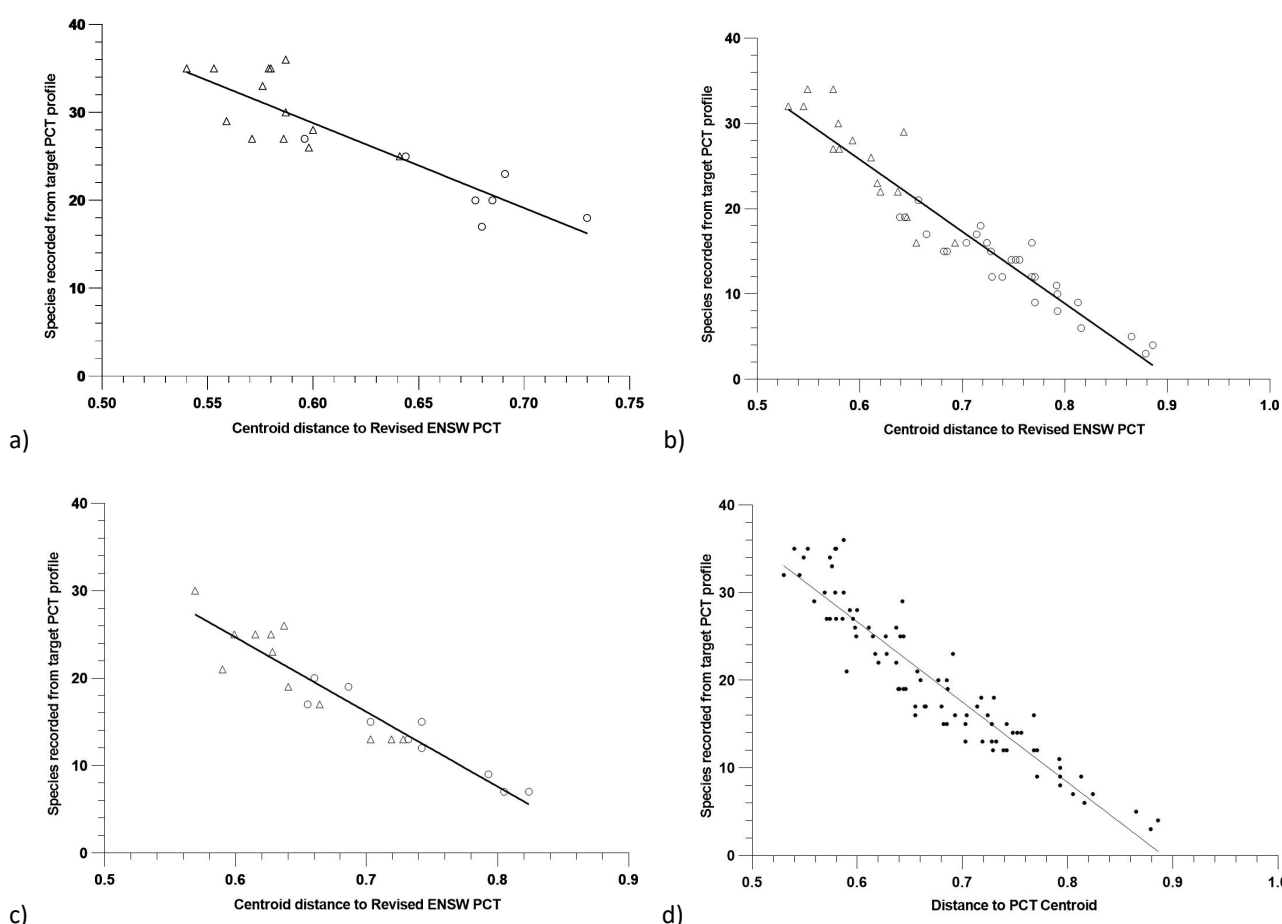 40
30
20
10
0
Species recorded from target PCT profile
0.50 0.55 0.60 0.65 0.70 0.75
Centroid distance to Revised ENSW PCT
a)
40
30
20
10
0
Species recorded from target PCT profile
0.5 0.6 0.7 0.8 0.9 1.0
Centroid distance to Revised ENSW PCT
b)
40
30
20
10
0
Species recorded from target PCT profile
0.5 0.6 0.7 0.8 0.9
Centroid distance to Revised ENSW PCT
c)
40
30
20
10
0
Species recorded from target PCT profile
0.5 0.6 0.7 0.8 0.9 1.0
Distance to PCT Centroid
d)